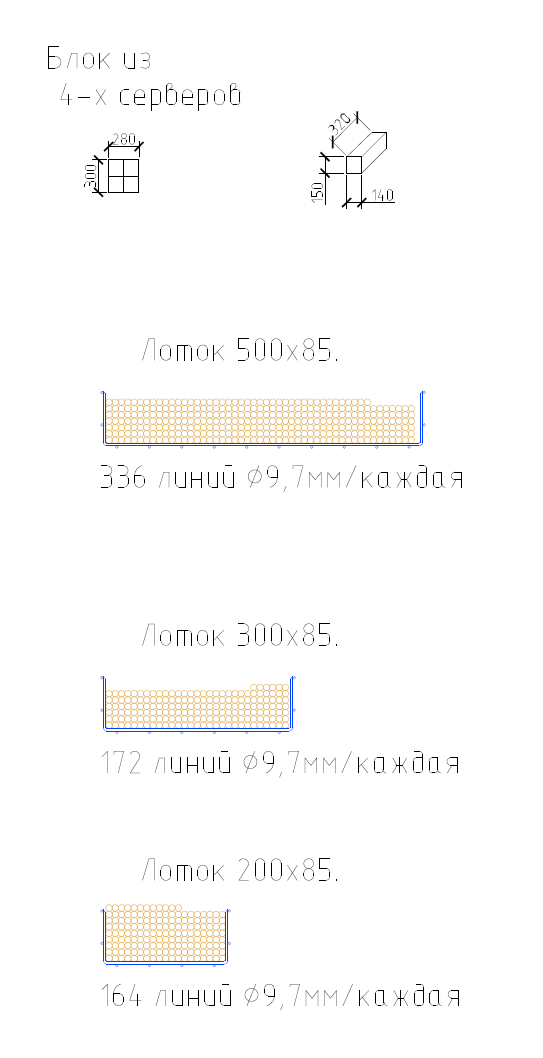 Блок из
4-х серверов
280
300
320
150
140
Лоток 500х85.
336 линий Ø9,7мм/каждая
Лоток 300х85.
172 линий Ø9,7мм/каждая
Лоток 200х85.
164 линий Ø9,7мм/каждая